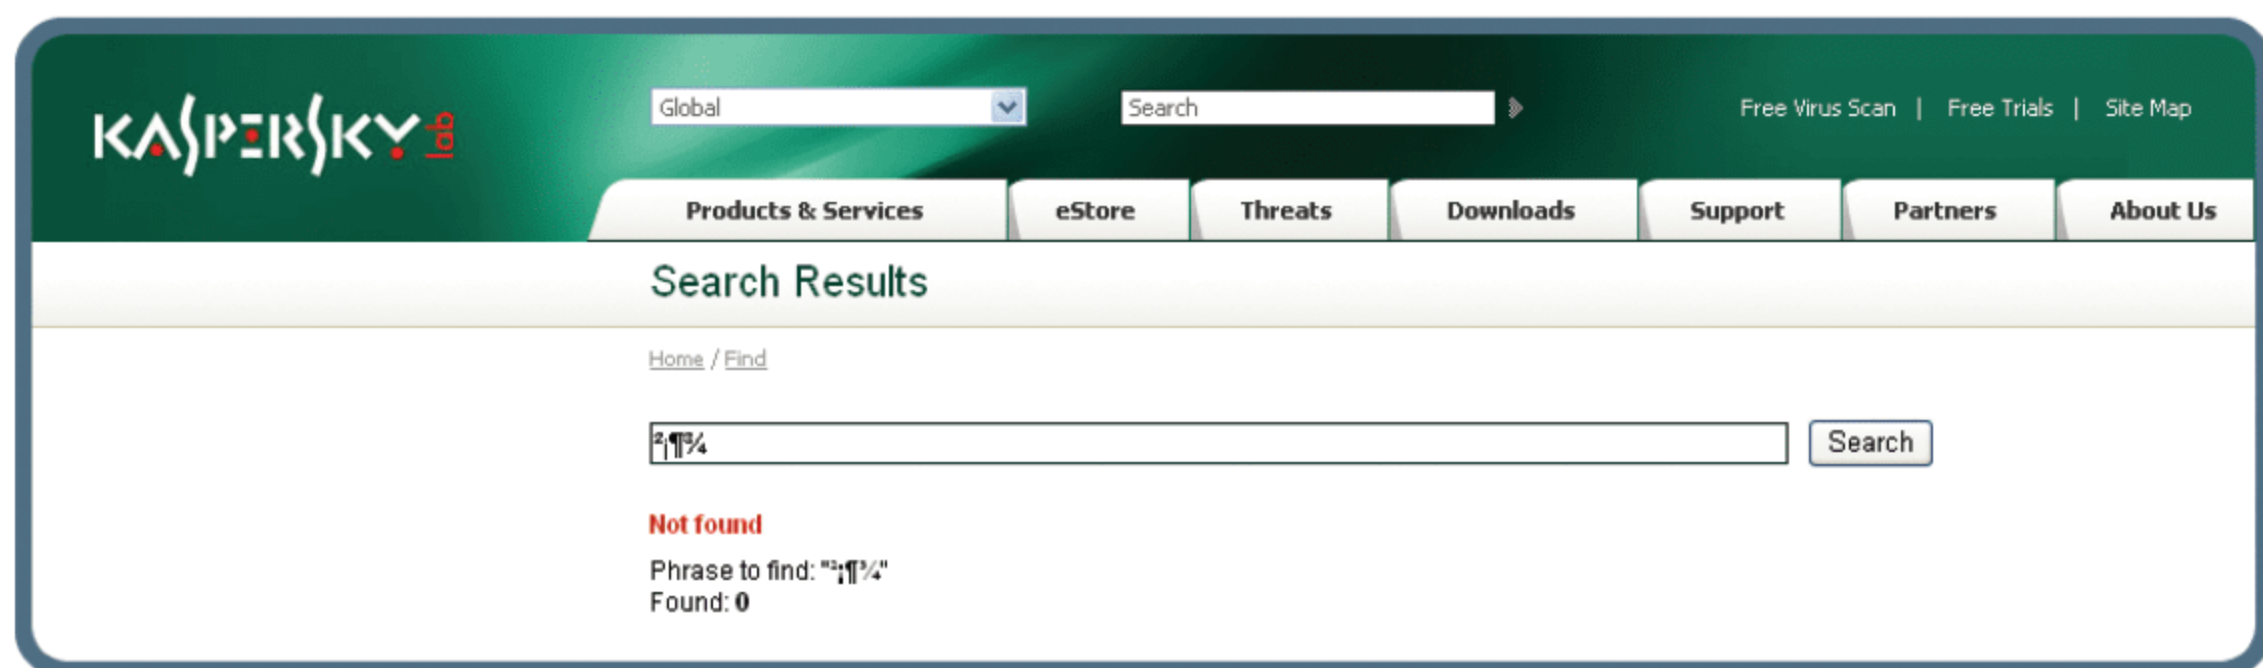 KASPERSKY lab
Global
Search
Free Virus Scan | Free Trials | Site Map
Products & Services
eStore
Threats
Downloads
Support
Partners
About Us
Search Results
Home / Find
²¡¶¾
Search
Not found
Phrase to find: "²¡¶¾"
Found: 0